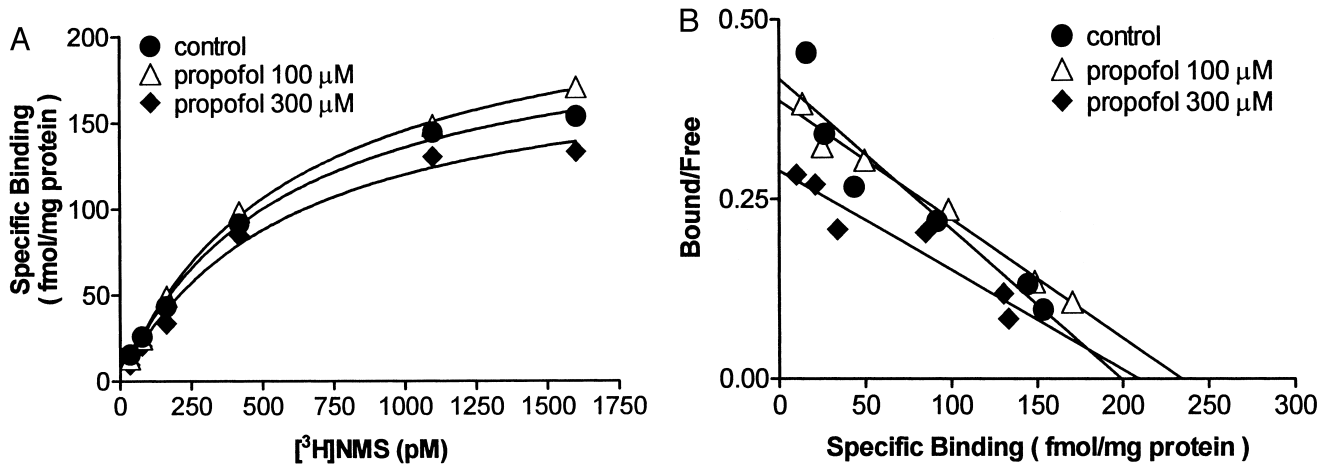 A
200
150
100
50
0
control
propofol 100 μM
propofol 300 μM
Specific Binding
( fmol/mg protein )
0 250 500 750 1000 1250 1500 1750
[³H]NMS (pM)
B
0.50
0.25
0.00
control
propofol 100 μM
propofol 300 μM
Bound/Free
0 50 100 150 200 250 300
Specific Binding ( fmol/mg protein )